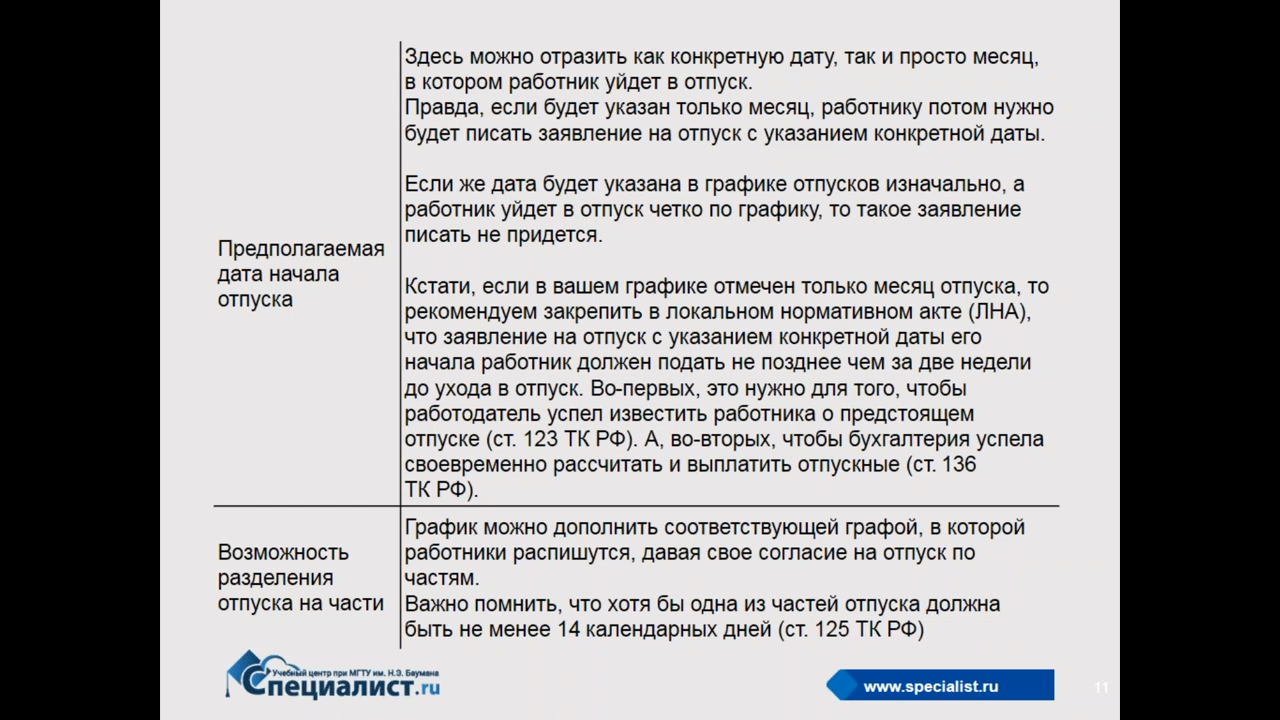 Здесь можно отразить как конкретную дату, так и просто месяц,
в котором работник уйдет в отпуск.
Правда, если будет указан только месяц, работнику потом нужно
будет писать заявление на отпуск с указанием конкретной даты.
Если же дата будет указана в графике отпусков изначально, а
работник уйдет в отпуск четко по графику, то такое заявление
писать не придется.
Предполагаемая
дата начала
отпуска
Кстати, если в вашем графике отмечен только месяц отпуска, то
рекомендуем закрепить в локальном нормативном акте (ЛНА),
что заявление на отпуск с указанием конкретной даты его
начала работник должен подать не позднее чем за две недели
до ухода в отпуск. Во-первых, это нужно для того, чтобы
работодатель успел известить работника о предстоящем
отпуске (ст. 123 ТК РФ). А, во-вторых, чтобы бухгалтерия успела
своевременно рассчитать и выплатить отпускные (ст. 136
ТК РФ).
Возможность
разделения
отпуска на части
График можно дополнить соответствующей графой, в которой
работники распишутся, давая свое согласие на отпуск по
частям.
Важно помнить, что хотя бы одна из частей отпуска должна
быть не менее 14 календарных дней (ст. 125 ТК РФ)
Учебный центр при МГТУ им. Н.Э. Баумана
Специалист.ru
www.specialist.ru
11